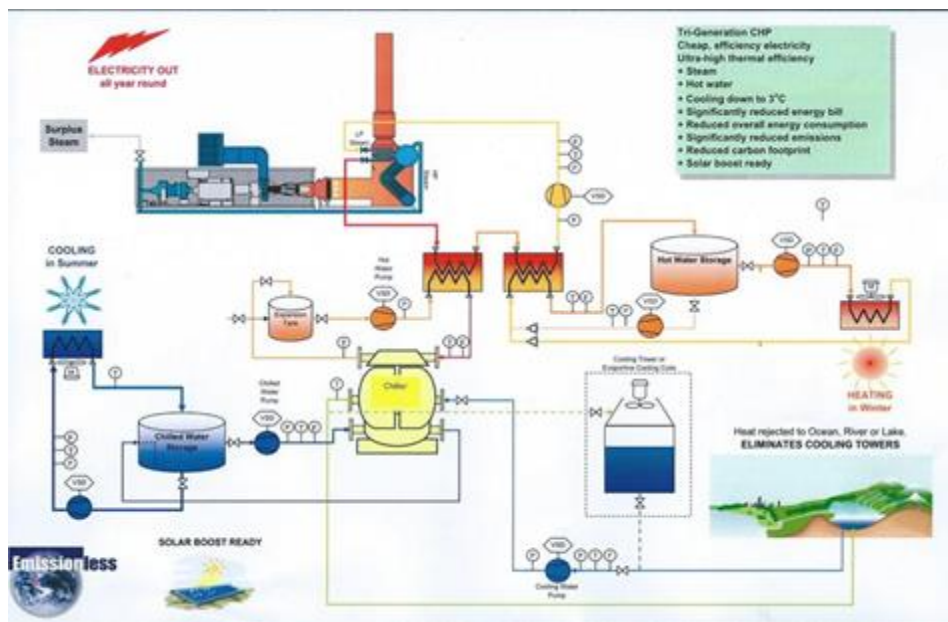 ELECTRICITY OUT
all year round
Tri-Generation CHP
Cheap, efficiency electricity
Ultra-high thermal efficiency
• Steam
• Hot water
• Cooling down to 3°C
• Significantly reduced energy bill
• Reduced overall energy consumption
• Significantly reduced emissions
• Reduced carbon footprint
• Solar boost ready
Surplus
Steam
LP
Steam
HP
Steam
VSD
COOLING
in Summer
Hot
Water
Pump
VSD
Expansion
Tank
Hot Water Storage
VSD
VSD
HEATING
in Winter
Chiller
Chilled
Water
Pump
VSD
Chilled Water
Storage
VSD
Cooling Tower or
Evaporative Cooling Coils
Heat rejected to Ocean, River or Lake,
ELIMINATES COOLING TOWERS
SOLAR BOOST READY
Emissionless
VSD
Cooling Water
Pump